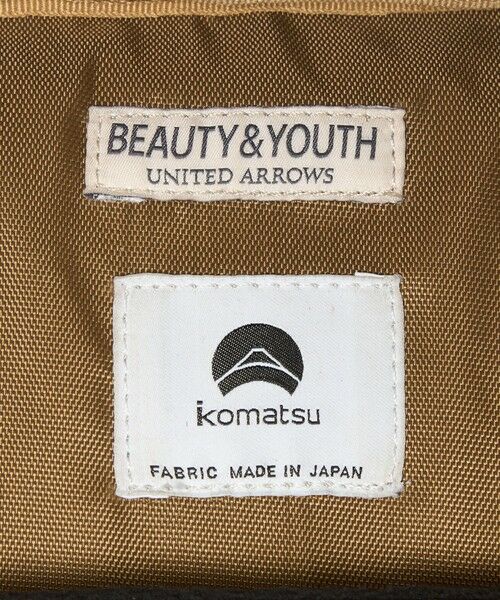 BEAUTY&YOUTH
UNITED ARROWS
komatsu
FABRIC MADE IN JAPAN